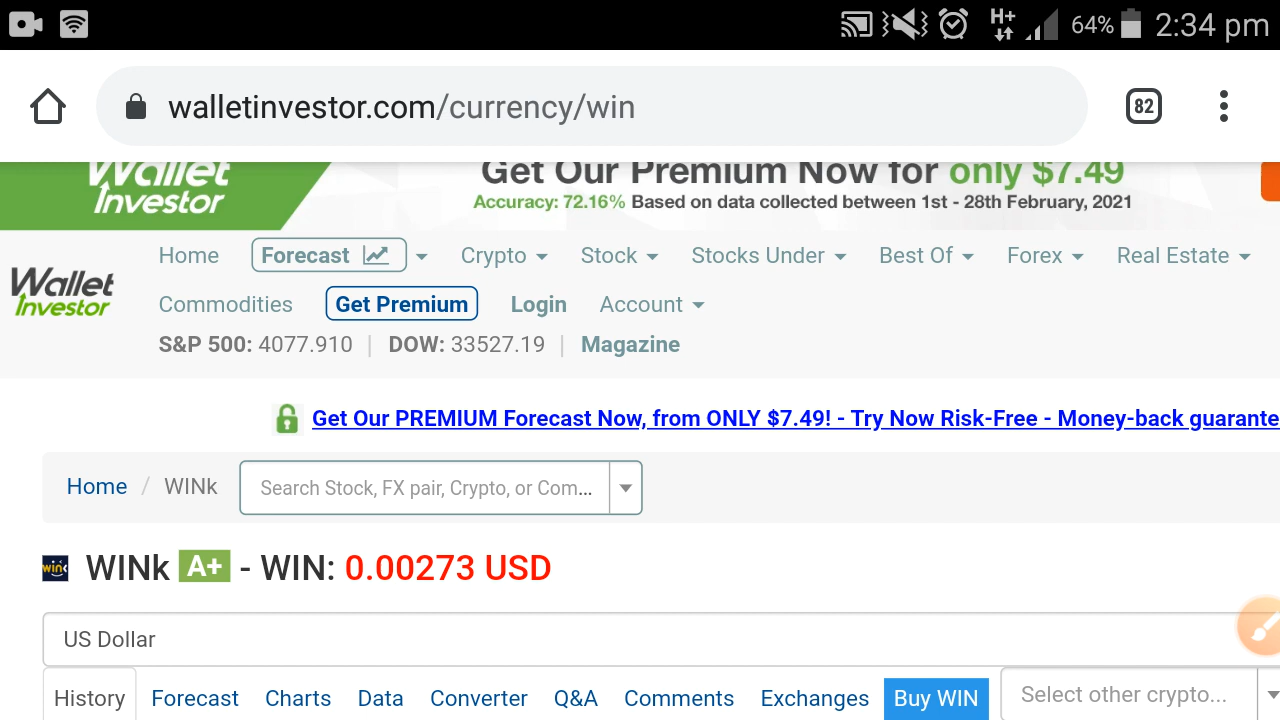 H+ 64% 2:34 pm
walletinvestor.com/currency/win 82
Wallet Investor
Get Our Premium Now for only $7.49
Accuracy: 72.16% Based on data collected between 1st - 28th February, 2021
Wallet Investor
Home Forecast Crypto Stock Stocks Under Best Of Forex Real Estate
Commodities Get Premium Login Account
S&P 500: 4077.910 | DOW: 33527.19 | Magazine
Get Our PREMIUM Forecast Now, from ONLY $7.49! - Try Now Risk-Free - Money-back guarante
Home / WINk Search Stock, FX pair, Crypto, or Com...
win WINk A+ - WIN: 0.00273 USD
US Dollar
History Forecast Charts Data Converter Q&A Comments Exchanges Buy WIN Select other crypto...